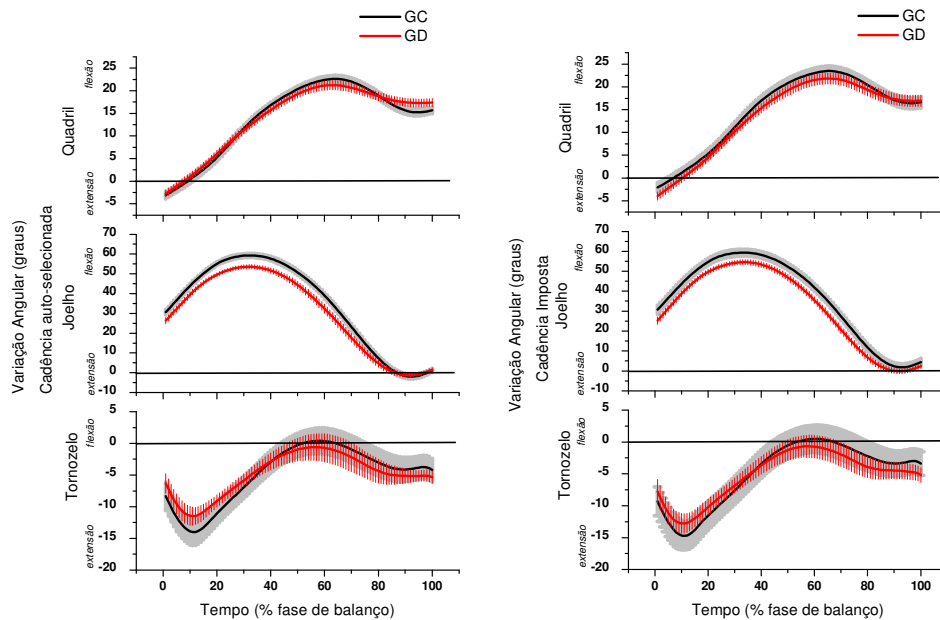 GC
GD
25
20
15
10
5
0
-5
flexão
extensão
Quadril
70
60
50
40
30
20
10
0
-10
flexão
extensão
Joelho
Variação Angular (graus)
Cadência auto-selecionada
5
0
-5
-10
-15
-20
flexão
extensão
Tornozelo
0 20 40 60 80 100
Tempo (% fase de balanço)
GC
GD
25
20
15
10
5
0
-5
flexão
extensão
Quadril
70
60
50
40
30
20
10
0
-10
flexão
extensão
Joelho
Variação Angular (graus)
Cadência Imposta
5
0
-5
-10
-15
-20
flexão
extensão
Tornozelo
0 20 40 60 80 100
Tempo (% fase de balanço)